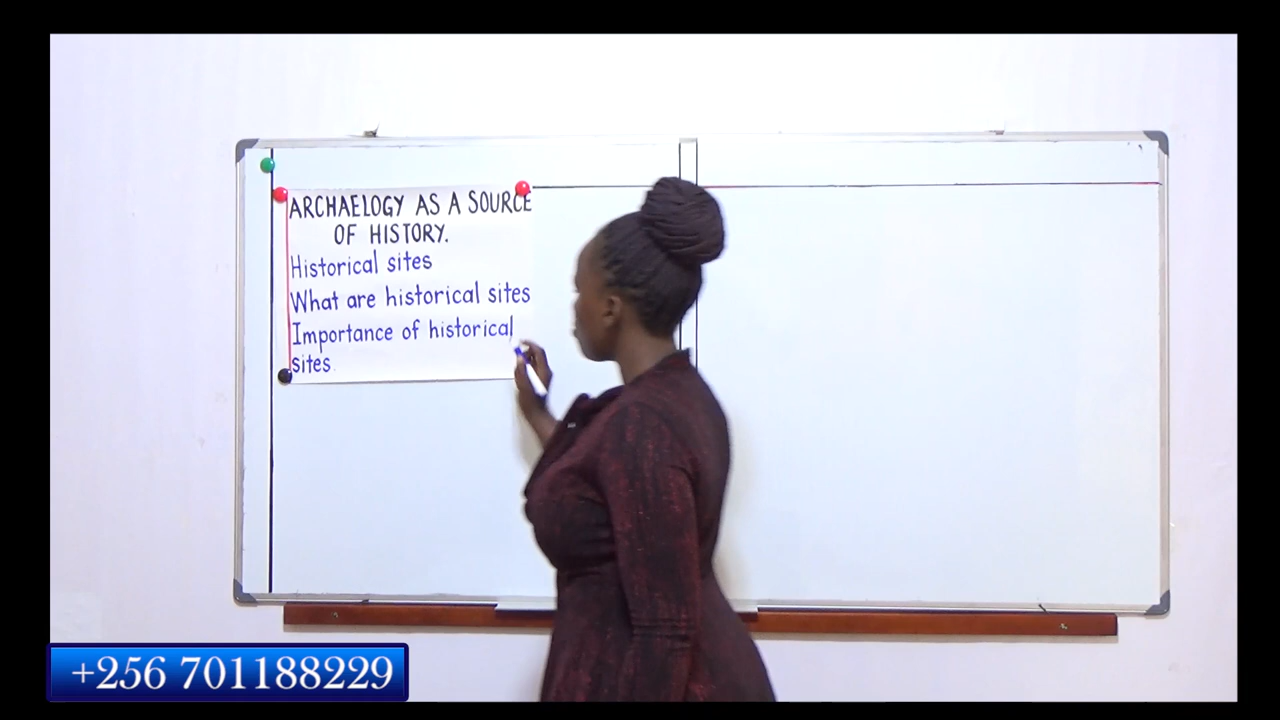 ARCHAELOGY AS A SOURCE
OF HISTORY.
Historical sites
What are historical sites
Importance of historical
sites.
+256 701188229